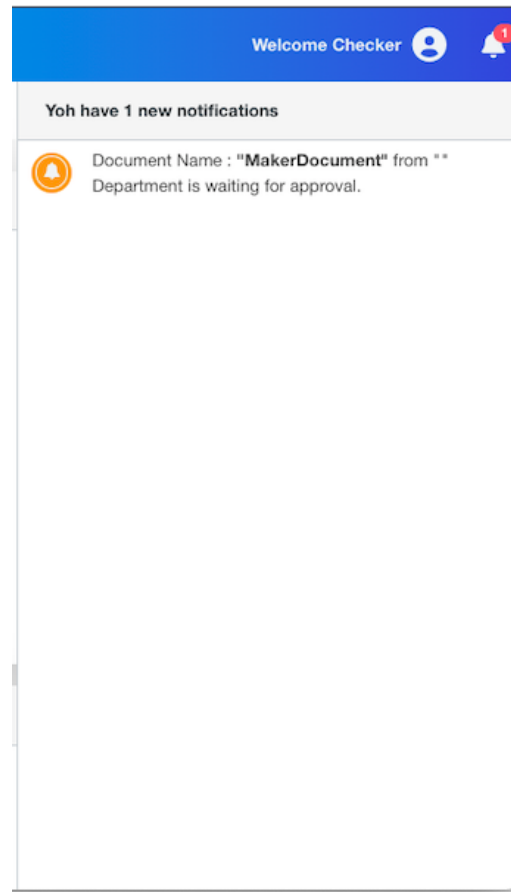 Welcome Checker
1
Yoh have 1 new notifications
Document Name : "MakerDocument" from ""
Department is waiting for approval.